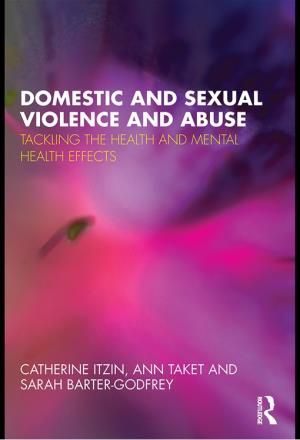 DOMESTIC AND SEXUAL
VIOLENCE AND ABUSE
TACKLING THE HEALTH AND MENTAL
HEALTH EFFECTS
CATHERINE ITZIN, ANN TAKET AND
SARAH BARTER-GODFREY
ROUTLEDGE